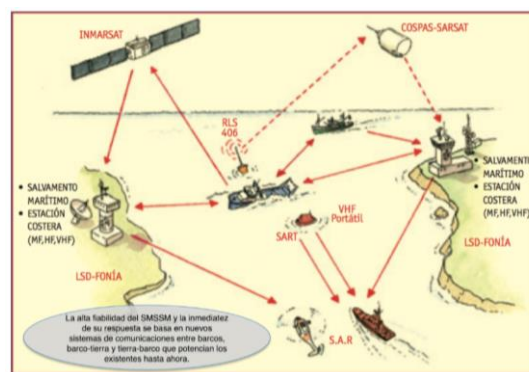 INMARSAT
COSPAS-SARSAT
RLS
406
• SALVAMENTO
MARÍTIMO
• ESTACIÓN
COSTERA
(MF,HF,VHF)
• SALVAMENTO
MARÍTIMO
• ESTACIÓN
COSTERA
(MF,HF,VHF)
VHF
Portátil
SART
LSD-FONÍA
LSD-FONÍA
S.A.R
La alta fiabilidad del SMSSM y la inmediatez
de su respuesta se basa en nuevos
sistemas de comunicaciones entre barcos,
barco-tierra y tierra-barco que potencian los
existentes hasta ahora.